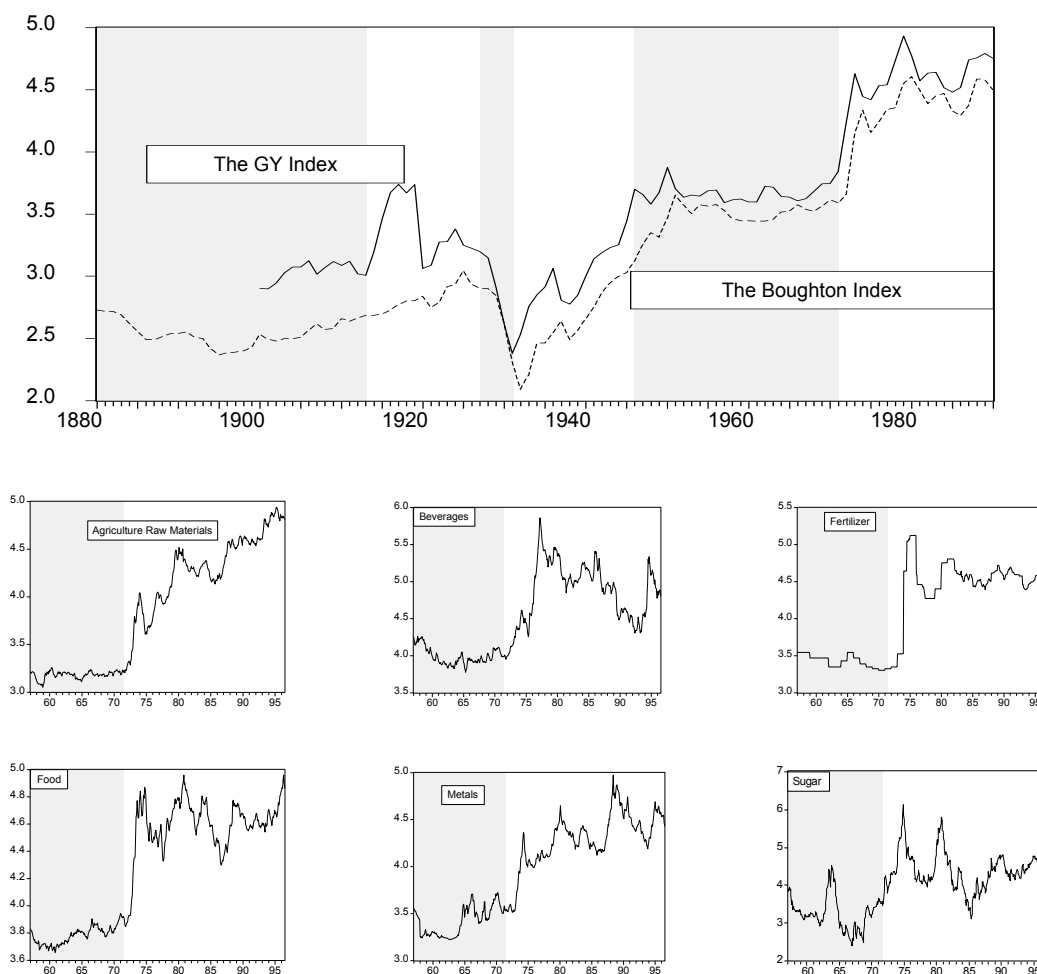 5.0
4.5
4.0
3.5
3.0
2.5
2.0
The GY Index
The Boughton Index
1880 1900 1920 1940 1960 1980
5.0
4.5
4.0
3.5
3.0
Agriculture Raw Materials
60 65 70 75 80 85 90 95
6.0
5.5
5.0
4.5
4.0
3.5
Beverages
60 65 70 75 80 85 90 95
5.5
5.0
4.5
4.0
3.5
3.0
Fertilizer
60 65 70 75 80 85 90 95
5.0
4.8
4.6
4.4
4.2
4.0
3.8
3.6
Food
60 65 70 75 80 85 90 95
5.0
4.5
4.0
3.5
3.0
Metals
60 65 70 75 80 85 90 95
7
6
5
4
3
2
Sugar
60 65 70 75 80 85 90 95